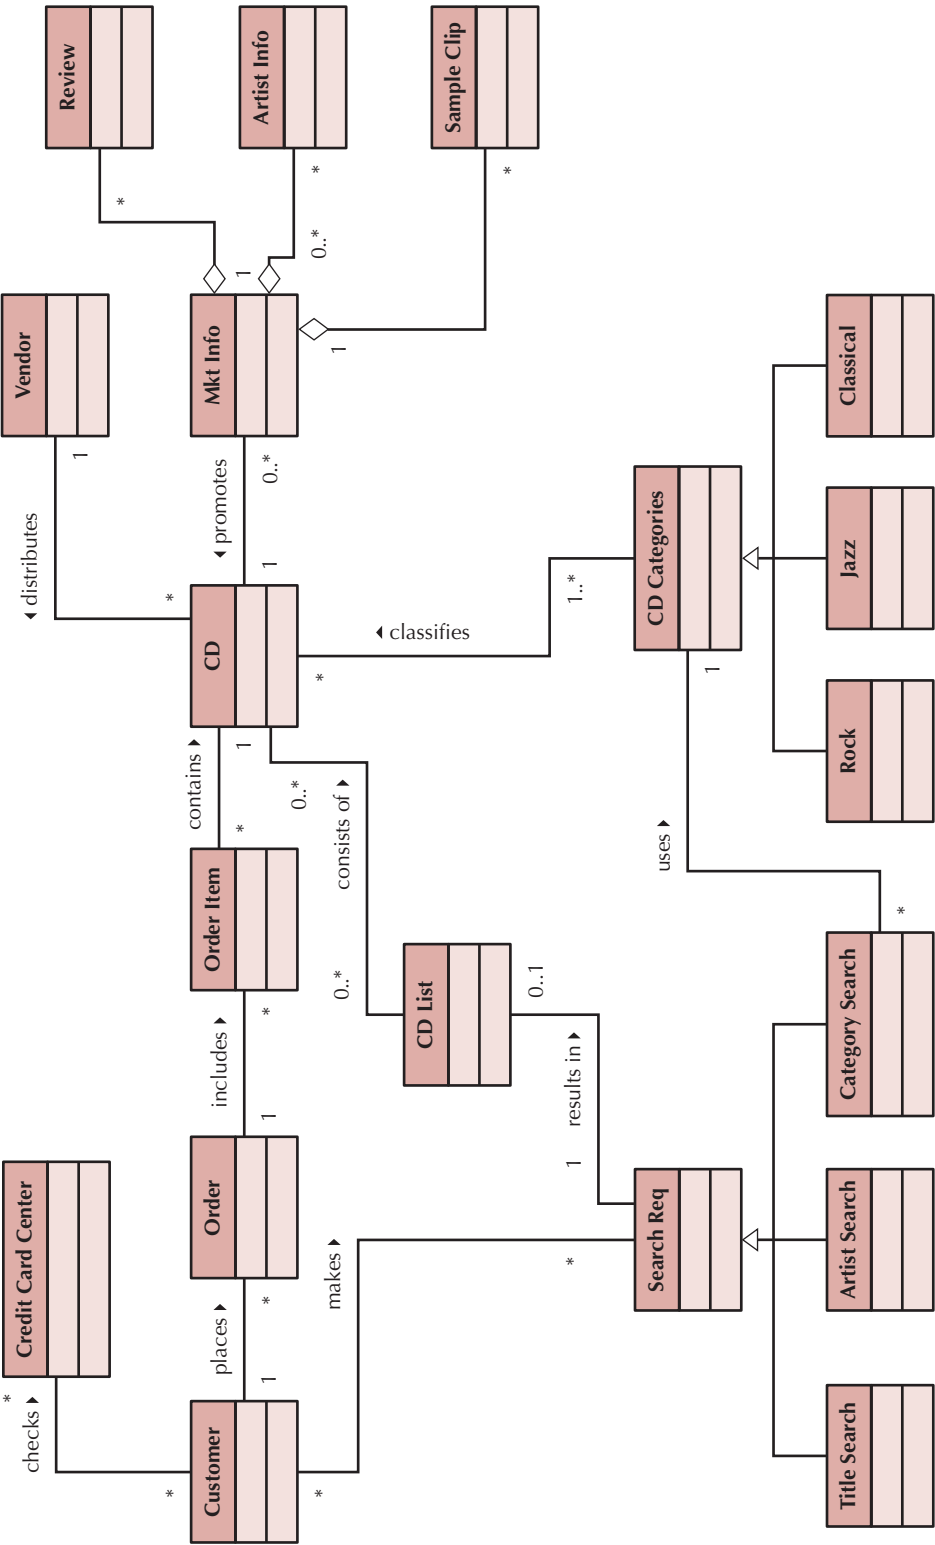 Credit Card Center
Vendor
Review
*
checks ▶
◀ distributes
1
*
*
*
Customer
places ▶
1
*
Order
includes ▶
1
*
Order Item
contains ▶
*
1
CD
◀ promotes
1
0..*
Mkt Info
1
Artist Info
*
0..*
1
Sample Clip
*
*
makes ▶
*
Search Req
1
results in ▶
0..1
CD List
0..*
consists of ▶
0..*
*
◀ classifies
1..*
CD Categories
uses ▶
1
*
Title Search
Artist Search
Category Search
Rock
Jazz
Classical